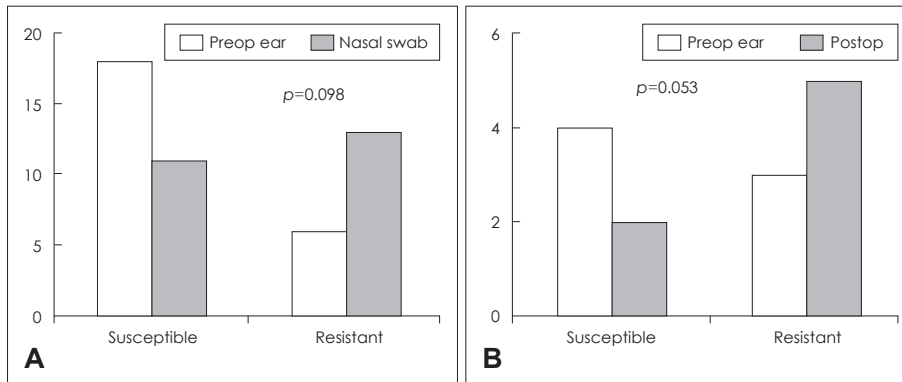 Preop ear Nasal swab
p=0.098
20
15
10
5
0
Susceptible Resistant
A
Preop ear Postop
p=0.053
6
4
2
0
Susceptible Resistant
B